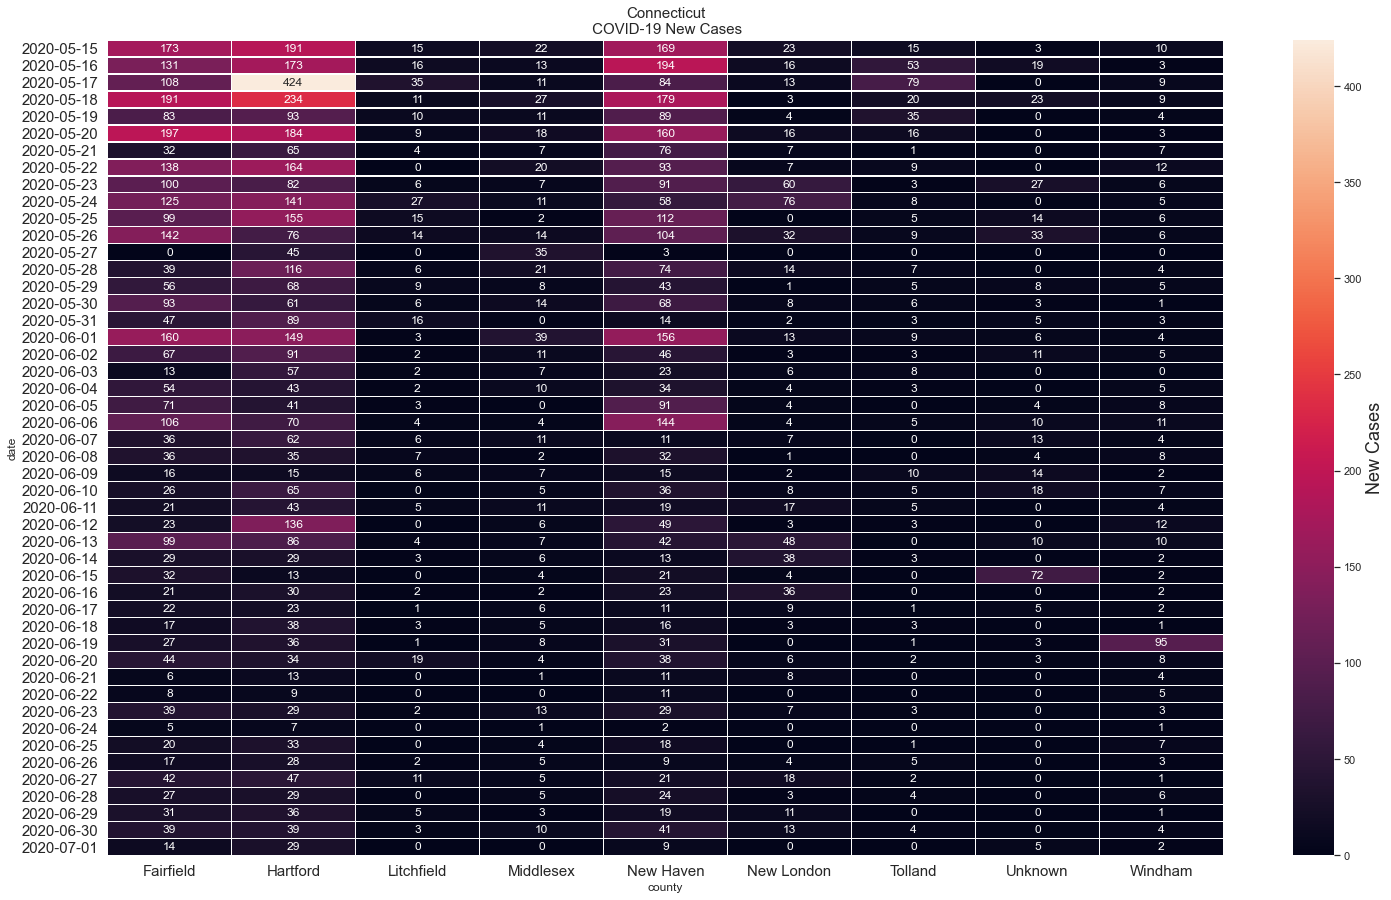 Connecticut
COVID-19 New Cases
2020-05-15 173 191 15 22 169 23 15 3 10
2020-05-16 131 173 16 13 194 16 53 19 3
2020-05-17 108 424 35 11 84 13 79 0 9
2020-05-18 191 234 11 27 179 3 20 23 9
2020-05-19 83 93 10 11 89 4 35 0 4
2020-05-20 197 184 9 18 160 16 16 0 3
2020-05-21 32 65 4 7 76 7 1 0 7
2020-05-22 138 164 0 20 93 7 9 0 12
2020-05-23 100 82 6 7 91 60 3 27 6
2020-05-24 125 141 27 11 58 76 8 0 5
2020-05-25 99 155 15 2 112 0 5 14 6
2020-05-26 142 76 14 14 104 32 9 33 6
2020-05-27 0 45 0 35 3 0 0 0 0
2020-05-28 39 116 6 21 74 14 7 0 4
2020-05-29 56 68 9 8 43 1 5 8 5
2020-05-30 93 61 6 14 68 8 6 3 1
2020-05-31 47 89 16 0 14 2 3 5 3
2020-06-01 160 149 3 39 156 13 9 6 4
2020-06-02 67 91 2 11 46 3 3 11 5
2020-06-03 13 57 2 7 23 6 8 0 0
2020-06-04 54 43 2 10 34 4 3 0 5
2020-06-05 71 41 3 0 91 4 0 4 8
2020-06-06 106 70 4 4 144 4 5 10 11
2020-06-07 36 62 6 11 11 7 0 13 4
2020-06-08 36 35 7 2 32 1 0 4 8
2020-06-09 16 15 6 7 15 2 10 14 2
2020-06-10 26 65 0 5 36 8 5 18 7
2020-06-11 21 43 5 11 19 17 5 0 4
2020-06-12 23 136 0 6 49 3 3 0 12
2020-06-13 99 86 4 7 42 48 0 10 10
2020-06-14 29 29 3 6 13 38 3 0 2
2020-06-15 32 13 0 4 21 4 0 72 2
2020-06-16 21 30 2 2 23 36 0 0 2
2020-06-17 22 23 1 6 11 9 1 5 2
2020-06-18 17 38 3 5 16 3 3 0 1
2020-06-19 27 36 1 8 31 0 1 3 95
2020-06-20 44 34 19 4 38 6 2 3 8
2020-06-21 6 13 0 1 11 8 0 0 4
2020-06-22 8 9 0 0 11 0 0 0 5
2020-06-23 39 29 2 13 29 7 3 0 3
2020-06-24 5 7 0 1 2 0 0 0 1
2020-06-25 20 33 0 4 18 0 1 0 7
2020-06-26 17 28 2 5 9 4 5 0 3
2020-06-27 42 47 11 5 21 18 2 0 1
2020-06-28 27 29 0 5 24 3 4 0 6
2020-06-29 31 36 5 3 19 11 0 0 1
2020-06-30 39 39 3 10 41 13 4 0 4
2020-07-01 14 29 0 0 9 0 0 5 2
Fairfield Hartford Litchfield Middlesex New Haven New London Tolland Unknown Windham
county
date
400
350
300
250
200
150
100
50
0
New Cases